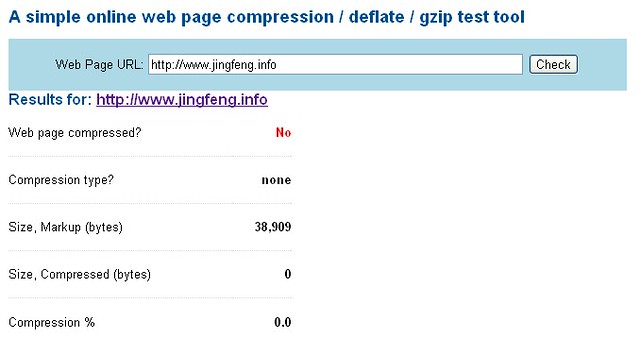 A simple online web page compression / deflate / gzip test tool
Web Page URL: http://www.jingfeng.info Check
Results for: http://www.jingfeng.info
Web page compressed? No
Compression type? none
Size, Markup (bytes) 38,909
Size, Compressed (bytes) 0
Compression % 0.0